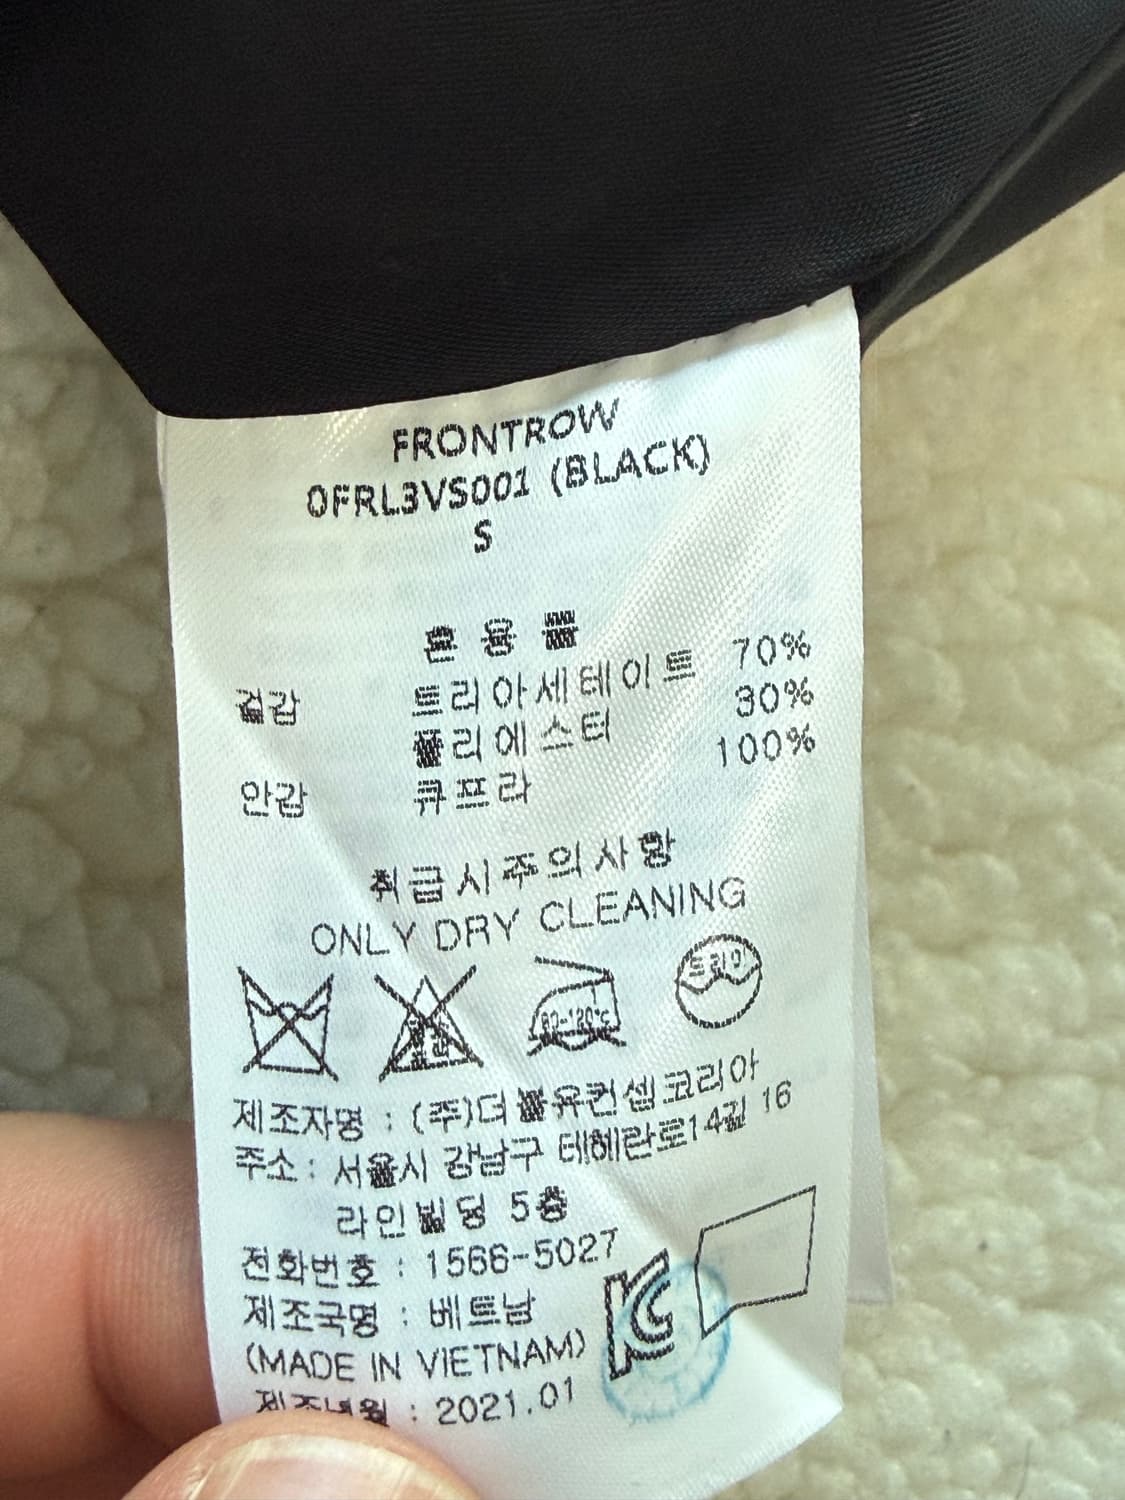 FRONTROW
0FRL3VS001 (BLACK)
S
혼 용 률
겉감 트리아세테이트 70%
폴리에스터 30%
안감 큐프라 100%
취급시주의사항
ONLY DRY CLEANING
80-120℃ 드라이
제조자명 : (주)더블유컨셉코리아
주소 : 서울시 강남구 테헤란로14길 16
라인빌딩 5층
전화번호 : 1566-5027
제조국명 : 베트남
(MADE IN VIETNAM)
제조년월 : 2021.01
KC